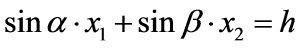 sin α · x₁ + sin β · x₂ = h